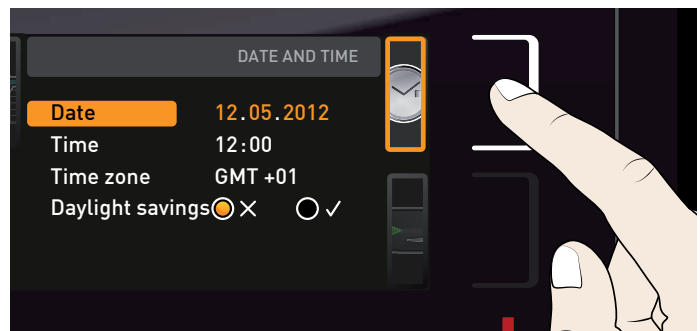 DATE AND TIME
Date 12.05.2012
Time 12:00
Time zone GMT +01
Daylight savings